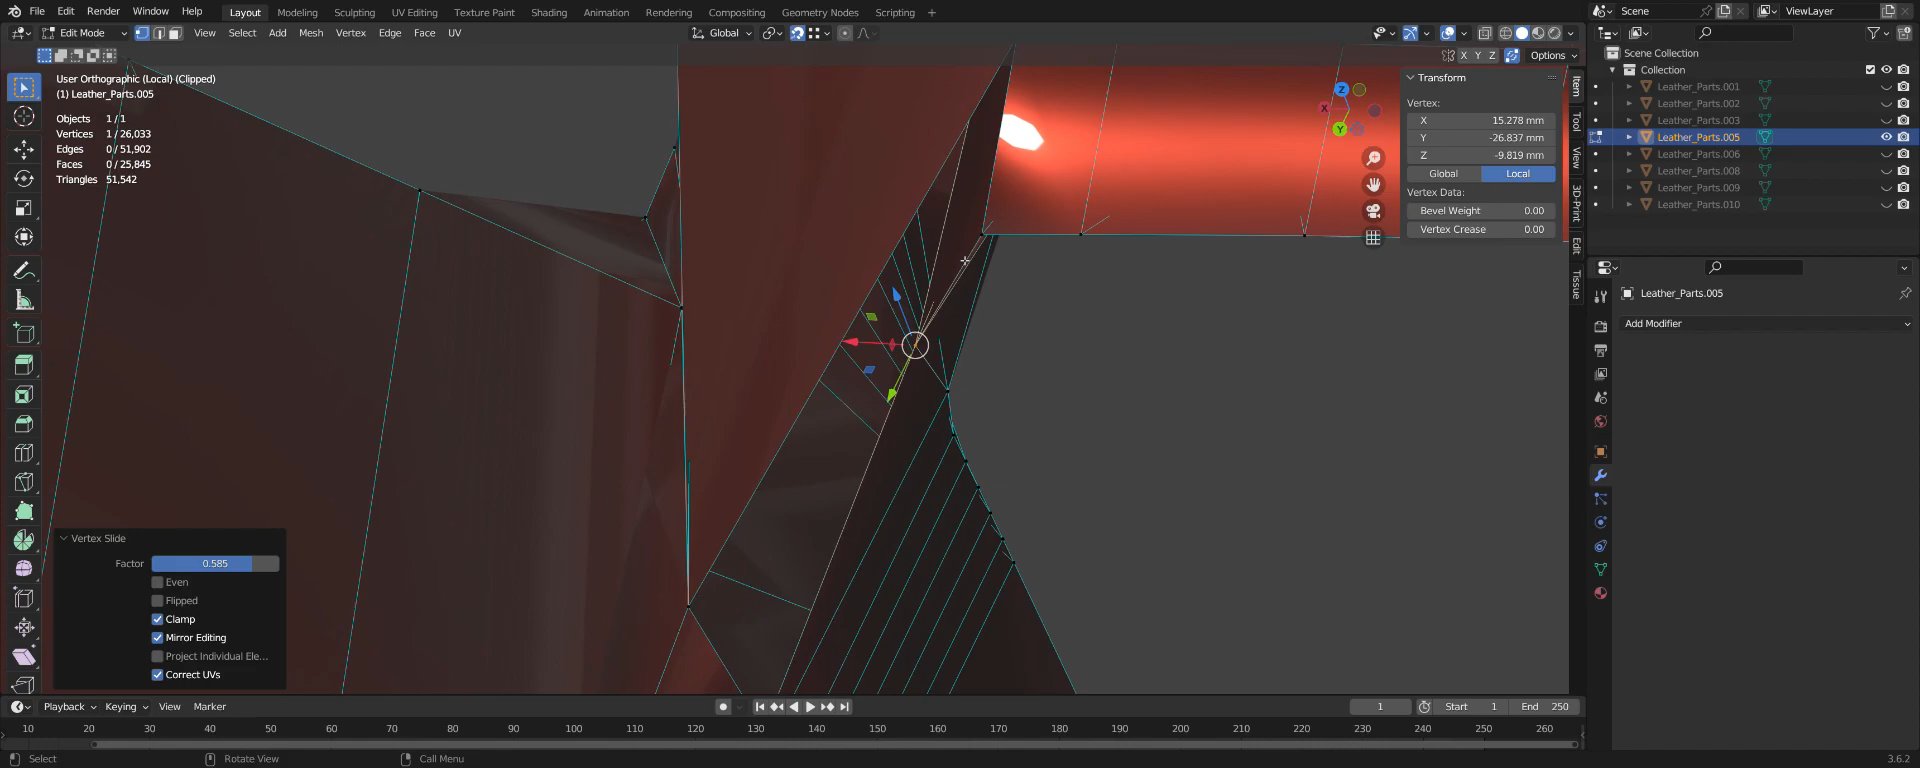 File Edit Render Window Help Layout Modeling Sculpting UV Editing Texture Paint Shading Animation Rendering Compositing Geometry Nodes Scripting + Scene ViewLayer
Edit Mode View Select Add Mesh Vertex Edge Face UV Global
X Y Z Options
User Orthographic (Local) (Clipped)
(1) Leather_Parts.005
Objects 1/1
Vertices 1/26,033
Edges 0/51,902
Faces 0/25,845
Triangles 51,542
Z
X
Y
Transform
Vertex:
X 15.278 mm
Y -26.837 mm
Z -9.819 mm
Global Local
Vertex Data:
Bevel Weight 0.00
Vertex Crease 0.00
Item
Tool
View
3D-Print
Edit
Tissue
Scene Collection
Collection
Leather_Parts.001
Leather_Parts.002
Leather_Parts.003
Leather_Parts.005
Leather_Parts.006
Leather_Parts.008
Leather_Parts.009
Leather_Parts.010
Leather_Parts.005
Add Modifier
Vertex Slide
Factor 0.585
Even
Flipped
Clamp
Mirror Editing
Project Individual Ele...
Correct UVs
Playback Keying View Marker 1 Start 1 End 250
10 20 30 40 50 60 70 80 90 100 110 120 130 140 150 160 170 180 190 200 210 220 230 240 250 260
Select Rotate View Call Menu 3.6.2